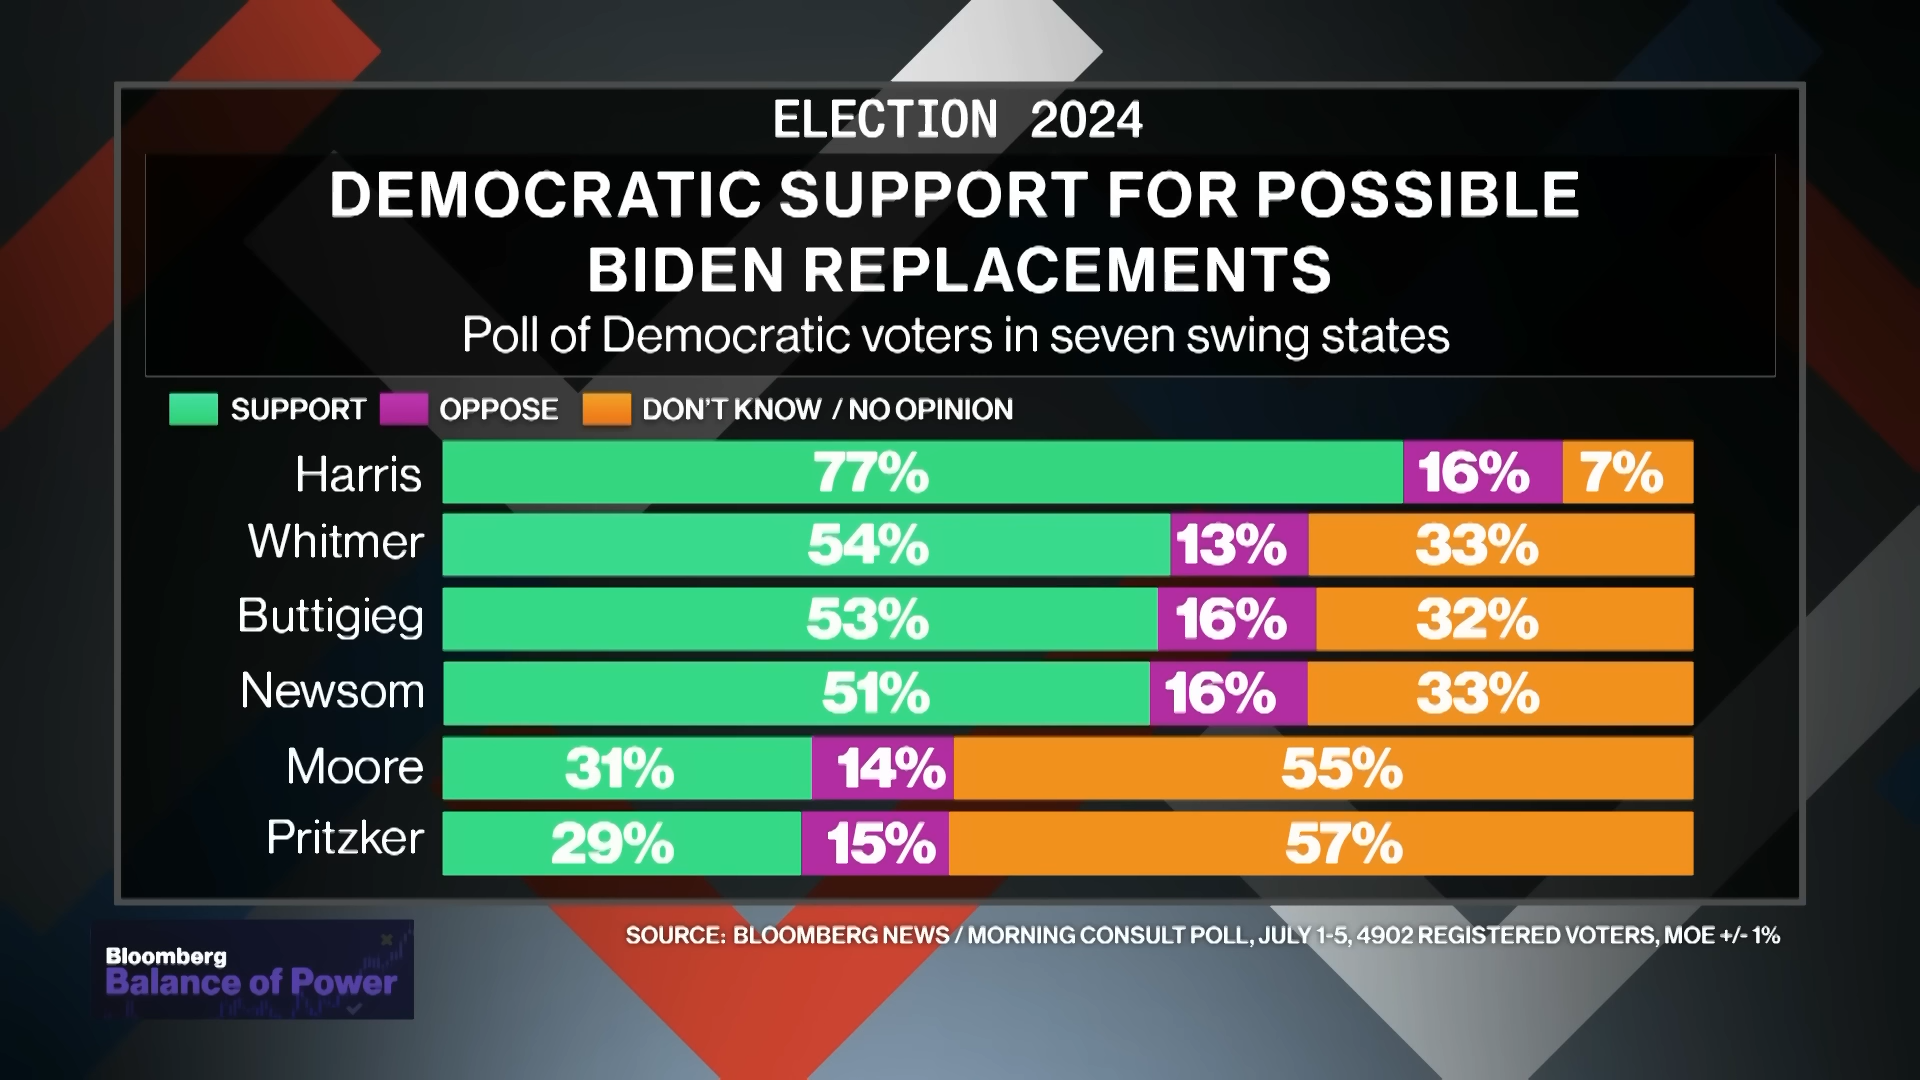 ELECTION 2024
DEMOCRATIC SUPPORT FOR POSSIBLE
BIDEN REPLACEMENTS
Poll of Democratic voters in seven swing states
SUPPORT OPPOSE DON'T KNOW / NO OPINION
Harris 77% 16% 7%
Whitmer 54% 13% 33%
Buttigieg 53% 16% 32%
Newsom 51% 16% 33%
Moore 31% 14% 55%
Pritzker 29% 15% 57%
SOURCE: BLOOMBERG NEWS / MORNING CONSULT POLL, JULY 1-5, 4902 REGISTERED VOTERS, MOE +/- 1%
Bloomberg
Balance of Power